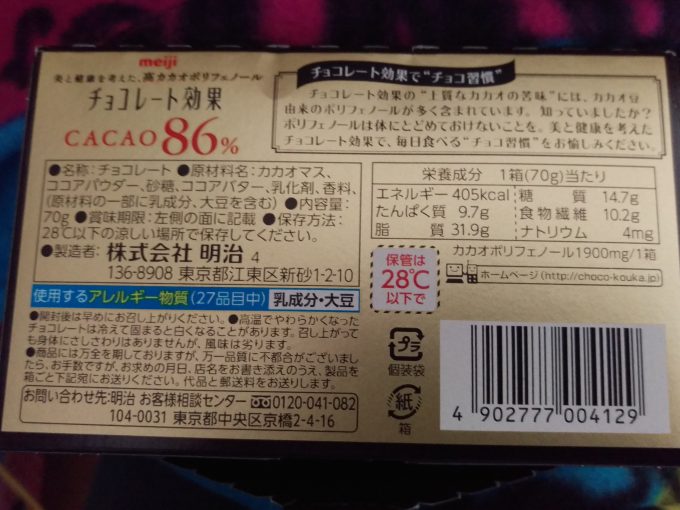 meiji
美と健康を考えた、高カカオポリフェノール
チョコレート効果
CACAO 86%
チョコレート効果で"チョコ習慣"
チョコレート効果の"上質なカカオの苦味"には、カカオ豆
由来のポリフェノールが多く含まれています。知っていましたか?
ポリフェノールは体にとどめておけないことを。美と健康を考えた
チョコレート効果で、毎日食べる"チョコ習慣"をお愉しみください。
●名称:チョコレート ●原材料名:カカオマス、
ココアパウダー、砂糖、ココアバター、乳化剤、香料、
(原材料の一部に乳成分、大豆を含む) ●内容量:
70g ●賞味期限:左側の面に記載 ●保存方法:
28℃以下の涼しい場所で保存してください。
●製造者:株式会社 明治 4
136-8908 東京都江東区新砂1-2-10
使用するアレルギー物質(27品目中) 乳成分・大豆
●開封後は早めにお召し上がりください。●高温でやわらかくなった
チョコレートは冷えて固まると白くなることがあります。召し上がって
も身体にさしさわりはありませんが、風味は劣ります。
●商品には万全を期しておりますが、万一品質に不都合がございまし
たら、お手数ですが、お求めの月日、店名をお書き添えのうえ、製品を
箱ごと下記宛にお送りください。代品と郵送料をお送りします。
お問い合わせ先:明治 お客様相談センター 0120-041-082
104-0031 東京都中央区京橋2-4-16
栄養成分 1箱(70g)当たり
エネルギー 405kcal 糖質 14.7g
たんぱく質 9.7g 食物繊維 10.2g
脂質 31.9g ナトリウム 4mg
カカオポリフェノール1900mg/1箱
ホームページ(http://choco-kouka.jp)
保管は
28℃
以下で
プラ
個装袋
紙
箱
4 902777 004129